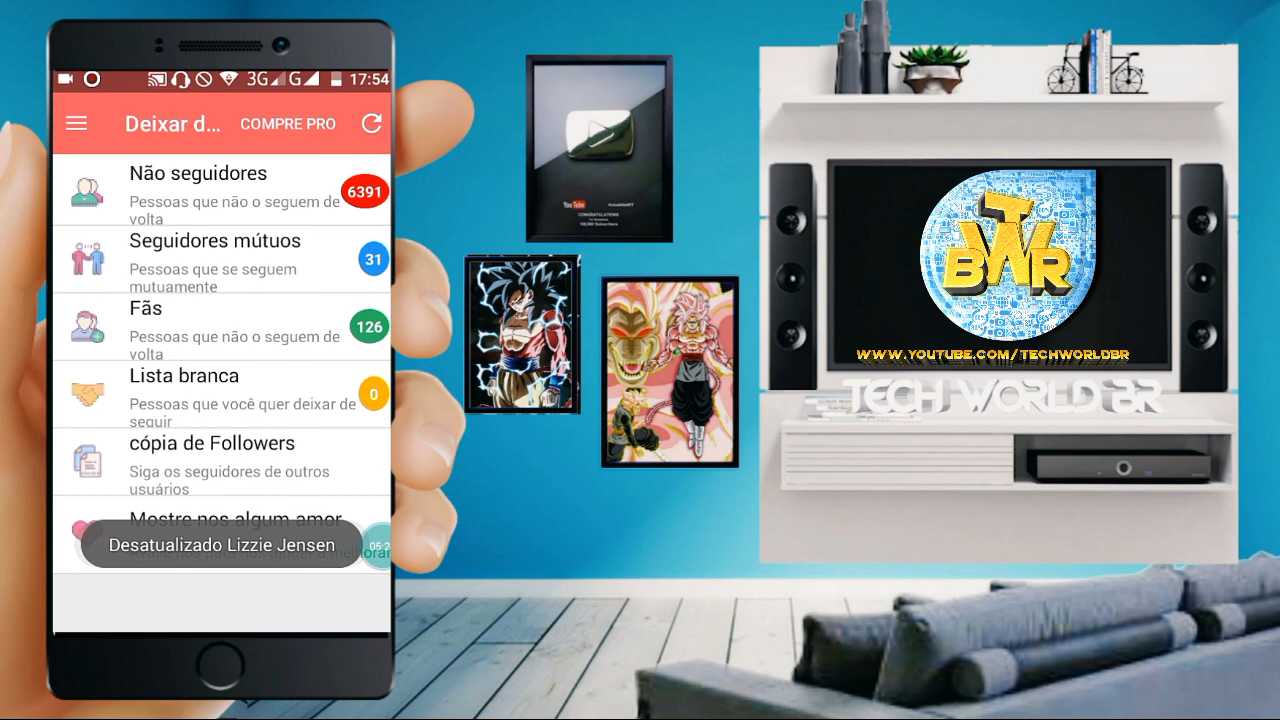 3G G 17:54
Deixar d... COMPRE PRO
Não seguidores
Pessoas que não o seguem de
volta
6391
Seguidores mútuos
Pessoas que se seguem
mutuamente
31
Fãs
Pessoas que não o seguem de
volta
126
Lista branca
Pessoas que você quer deixar de
seguir
0
cópia de Followers
Siga os seguidores de outros
usuários
Mostre nos algum amor
Desatualizado Lizzie Jensen
YouTube
CONGRATULATIONS
TWBR
WWW.YOUTUBE.COM/TECHWORLDBR
TECH WORLD BR